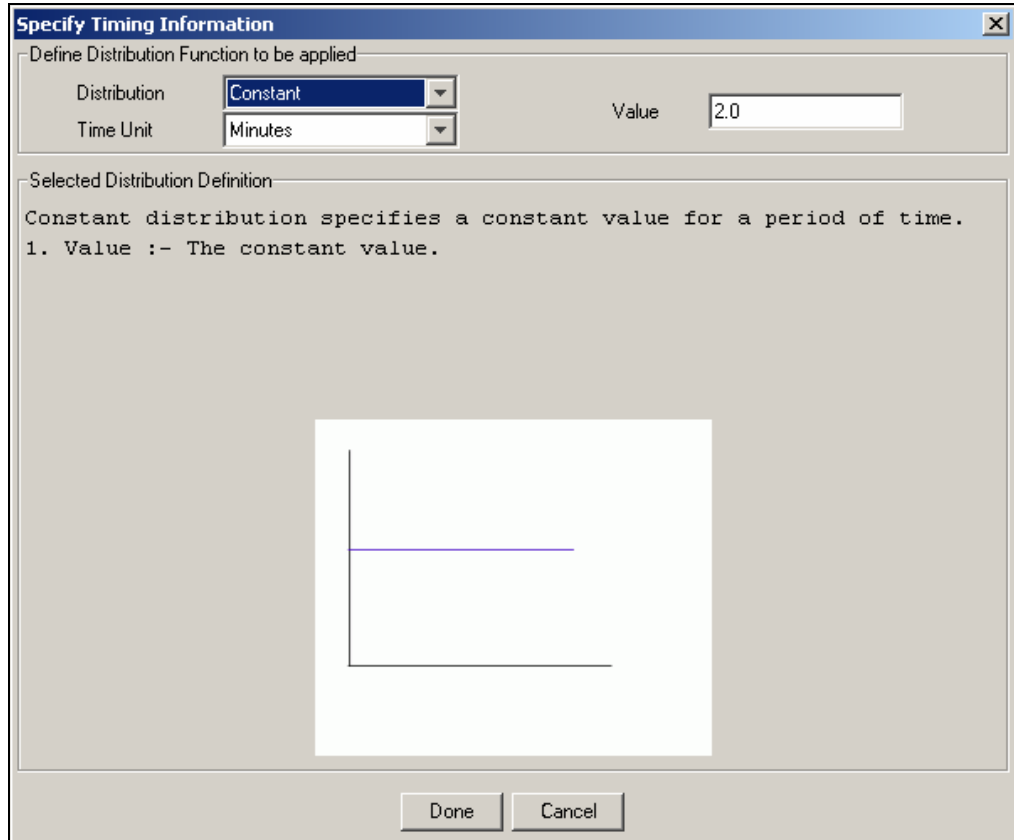 Specify Timing Information
Define Distribution Function to be applied
Distribution
Constant
Time Unit
Minutes
Value
2.0
Selected Distribution Definition
Constant distribution specifies a constant value for a period of time.
1. Value :- The constant value.
Done
Cancel